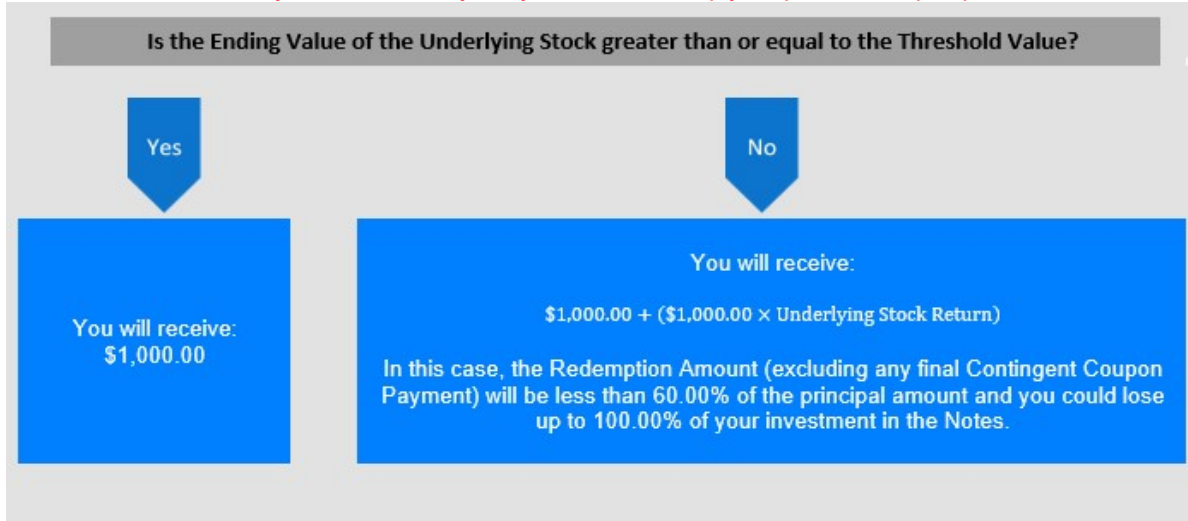 Is the Ending Value of the Underlying Stock greater than or equal to the Threshold Value?
Yes
No
You will receive:
$1,000.00
You will receive:
$1,000.00 + ($1,000.00 × Underlying Stock Return)
In this case, the Redemption Amount (excluding any final Contingent Coupon
Payment) will be less than 60.00% of the principal amount and you could lose
up to 100.00% of your investment in the Notes.